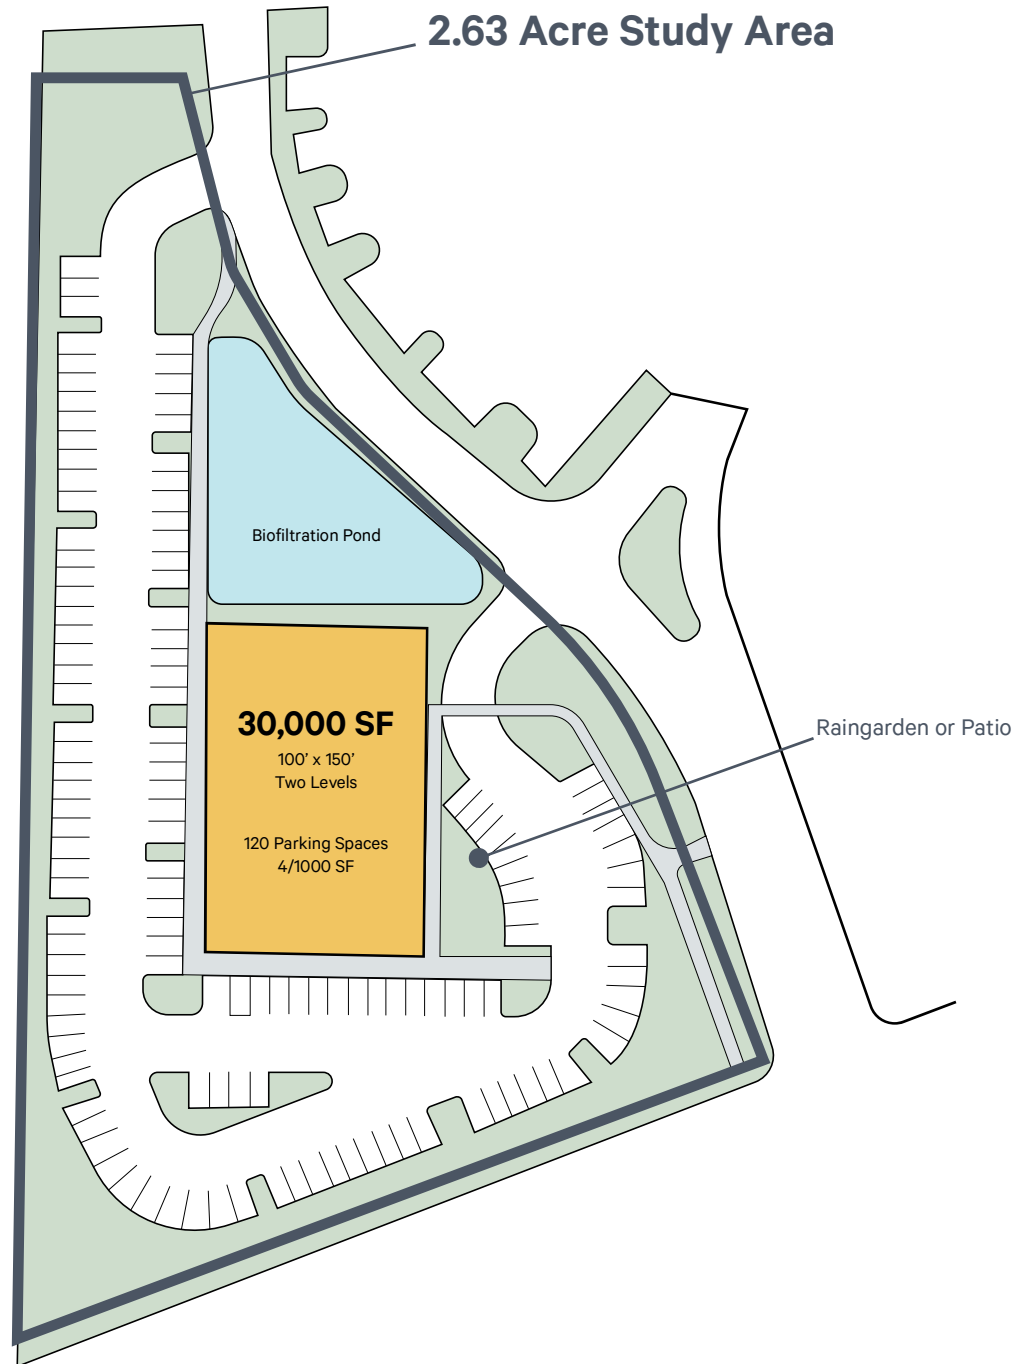 2.63 Acre Study Area
Biofiltration Pond
30,000 SF
100’ x 150’
Two Levels
120 Parking Spaces
4/1000 SF
Raingarden or Patio